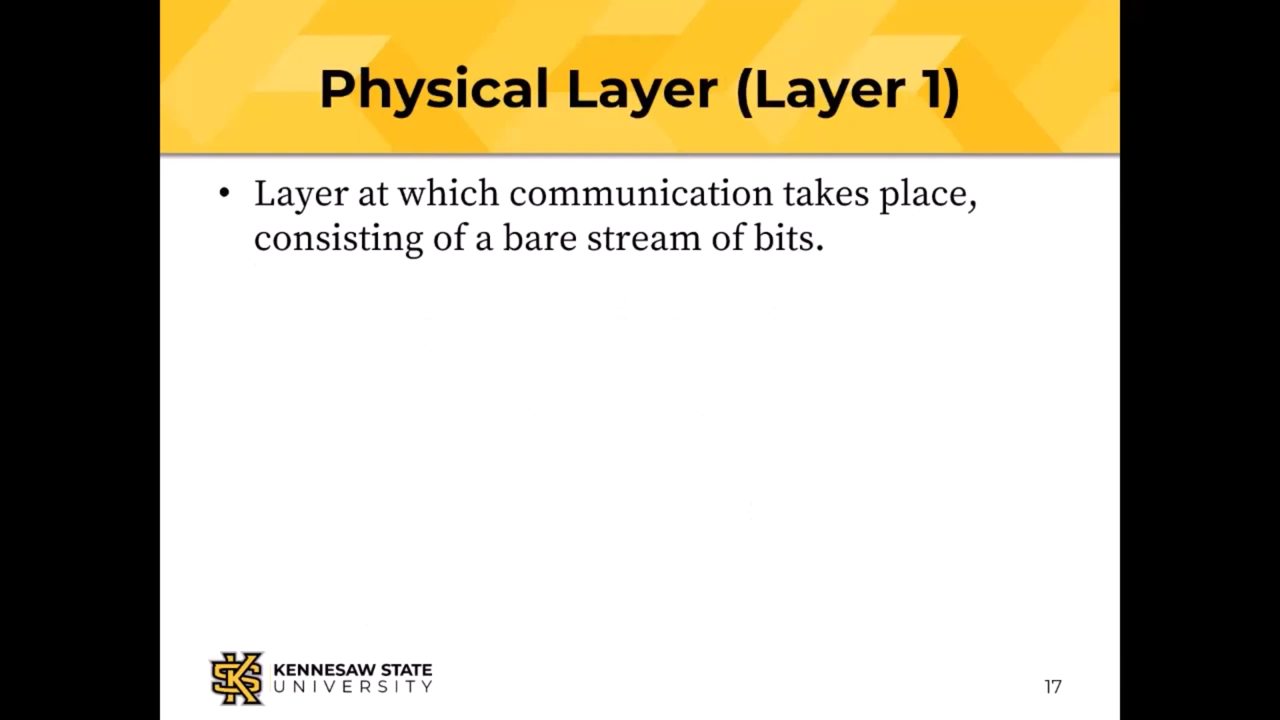 Physical Layer (Layer 1)
• Layer at which communication takes place,
consisting of a bare stream of bits.
KENNESAW STATE
UNIVERSITY
17